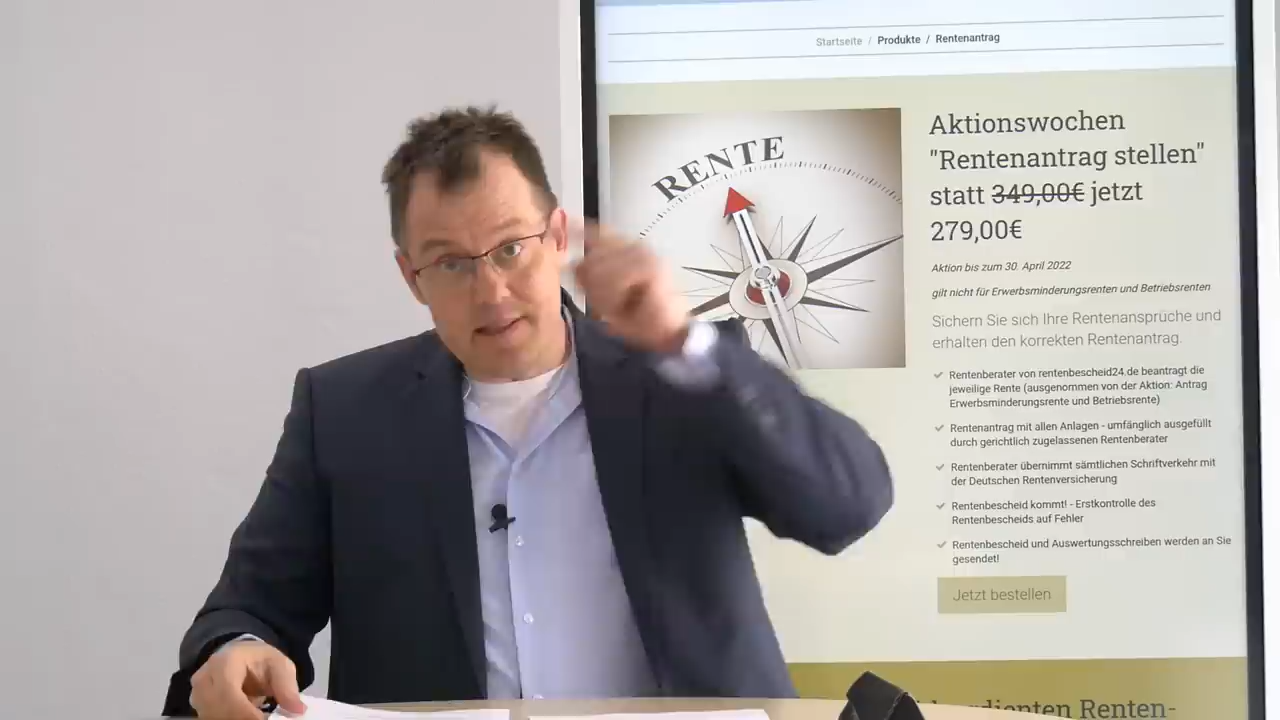 Startseite / Produkte / Rentenantrag
RENTE
Aktionswochen
"Rentenantrag stellen"
statt 349,00€ jetzt
279,00€
Aktion bis zum 30. April 2022
gilt nicht für Erwerbsminderungsrenten und Betriebsrenten
Sichern Sie sich Ihre Rentenansprüche und
erhalten den korrekten Rentenantrag.
Rentenberater von rentenbescheid24.de beantragt die
jeweilige Rente (ausgenommen von der Aktion: Antrag
Erwerbsminderungsrente und Betriebsrente)
Rentenantrag mit allen Anlagen - umfänglich ausgefüllt
durch gerichtlich zugelassenen Rentenberater
Rentenberater übernimmt sämtlichen Schriftverkehr mit
der Deutschen Rentenversicherung
Rentenbescheid kommt! - Erstkontrolle des
Rentenbescheids auf Fehler
Rentenbescheid und Auswertungsschreiben werden an Sie
gesendet!
Jetzt bestellen
Renten-